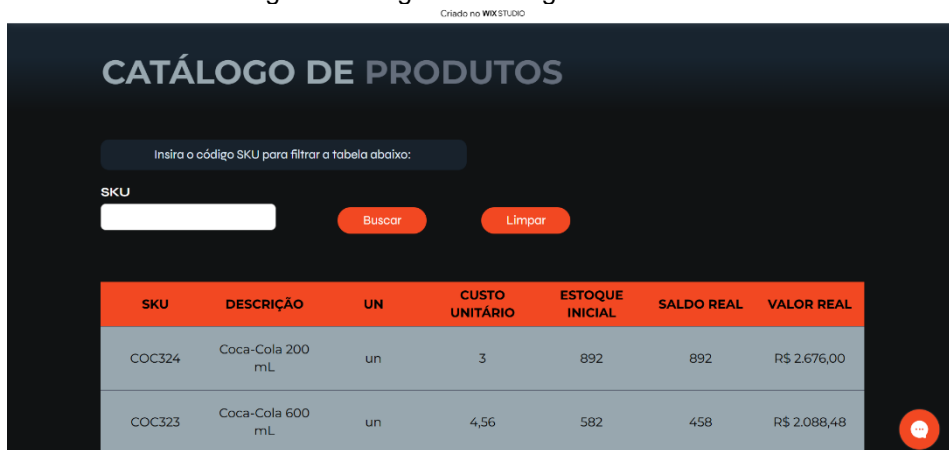 Criado no WIX STUDIO
CATÁLOGO DE PRODUTOS
Insira o código SKU para filtrar a tabela abaixo:
SKU
Buscar Limpar
SKU DESCRIÇÃO UN CUSTO UNITÁRIO ESTOQUE INICIAL SALDO REAL VALOR REAL
COC324 Coca-Cola 200 mL un 3 892 892 R$ 2.676,00
COC323 Coca-Cola 600 mL un 4,56 582 458 R$ 2.088,48